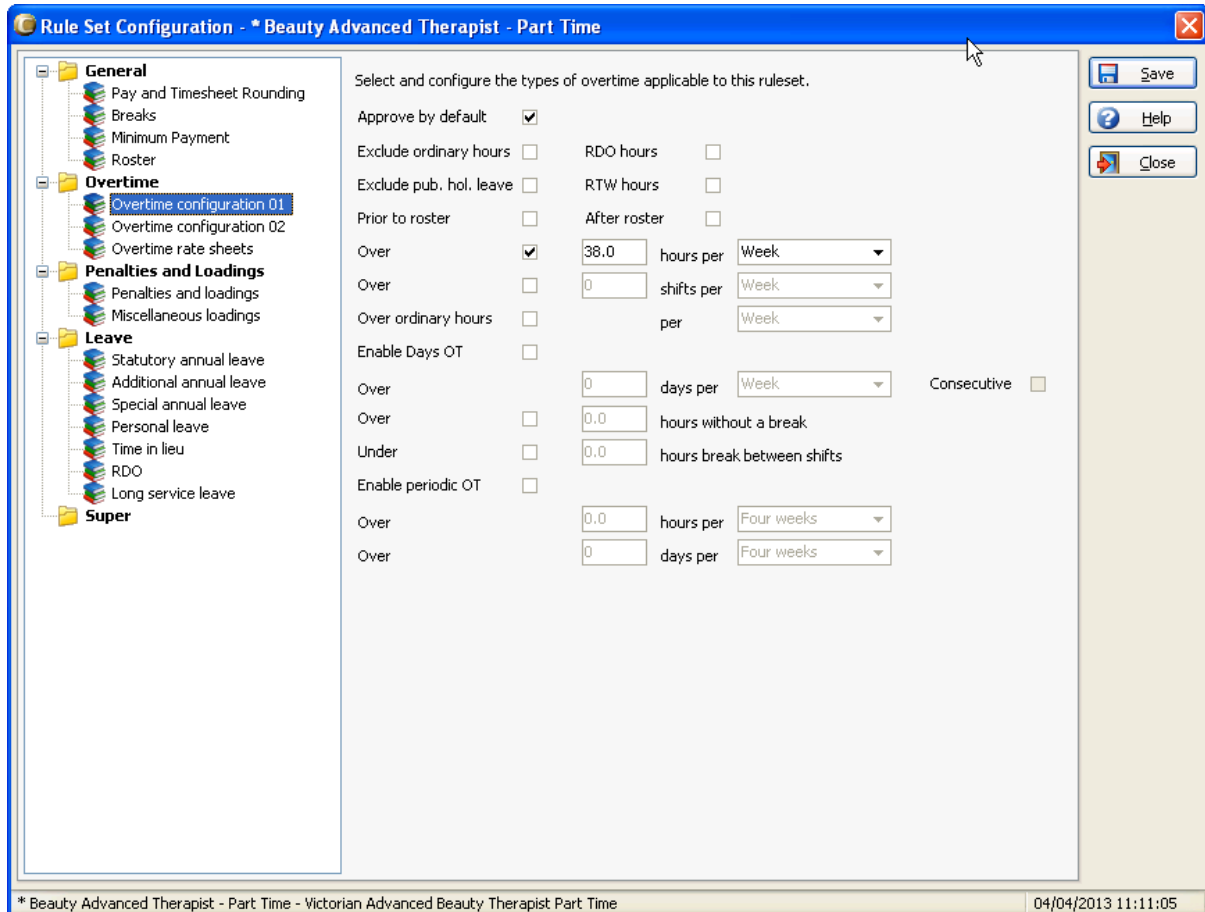 Rule Set Configuration - * Beauty Advanced Therapist - Part Time
General
Pay and Timesheet Rounding
Breaks
Minimum Payment
Roster
Overtime
Overtime configuration 01
Overtime configuration 02
Overtime rate sheets
Penalties and Loadings
Penalties and loadings
Miscellaneous loadings
Leave
Statutory annual leave
Additional annual leave
Special annual leave
Personal leave
Time in lieu
RDO
Long service leave
Super
Select and configure the types of overtime applicable to this ruleset.
Approve by default
Exclude ordinary hours RDO hours
Exclude pub. hol. leave RTW hours
Prior to roster After roster
Over 38.0 hours per Week
Over 0 shifts per Week
Over ordinary hours per Week
Enable Days OT
Over 0 days per Week Consecutive
Over 0.0 hours without a break
Under 0.0 hours break between shifts
Enable periodic OT
Over 0.0 hours per Four weeks
Over 0 days per Four weeks
Save
Help
Close
* Beauty Advanced Therapist - Part Time - Victorian Advanced Beauty Therapist Part Time 04/04/2013 11:11:05